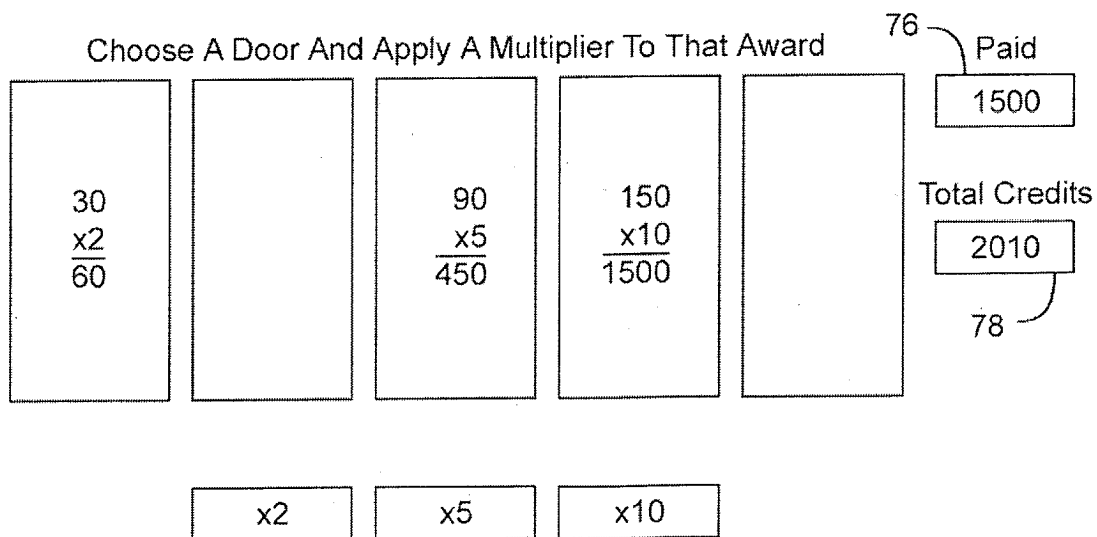 Choose A Door And Apply A Multiplier To That Award
76
Paid
1500
30
x2
60
90
x5
450
150
x10
1500
Total Credits
2010
78
x2
x5
x10